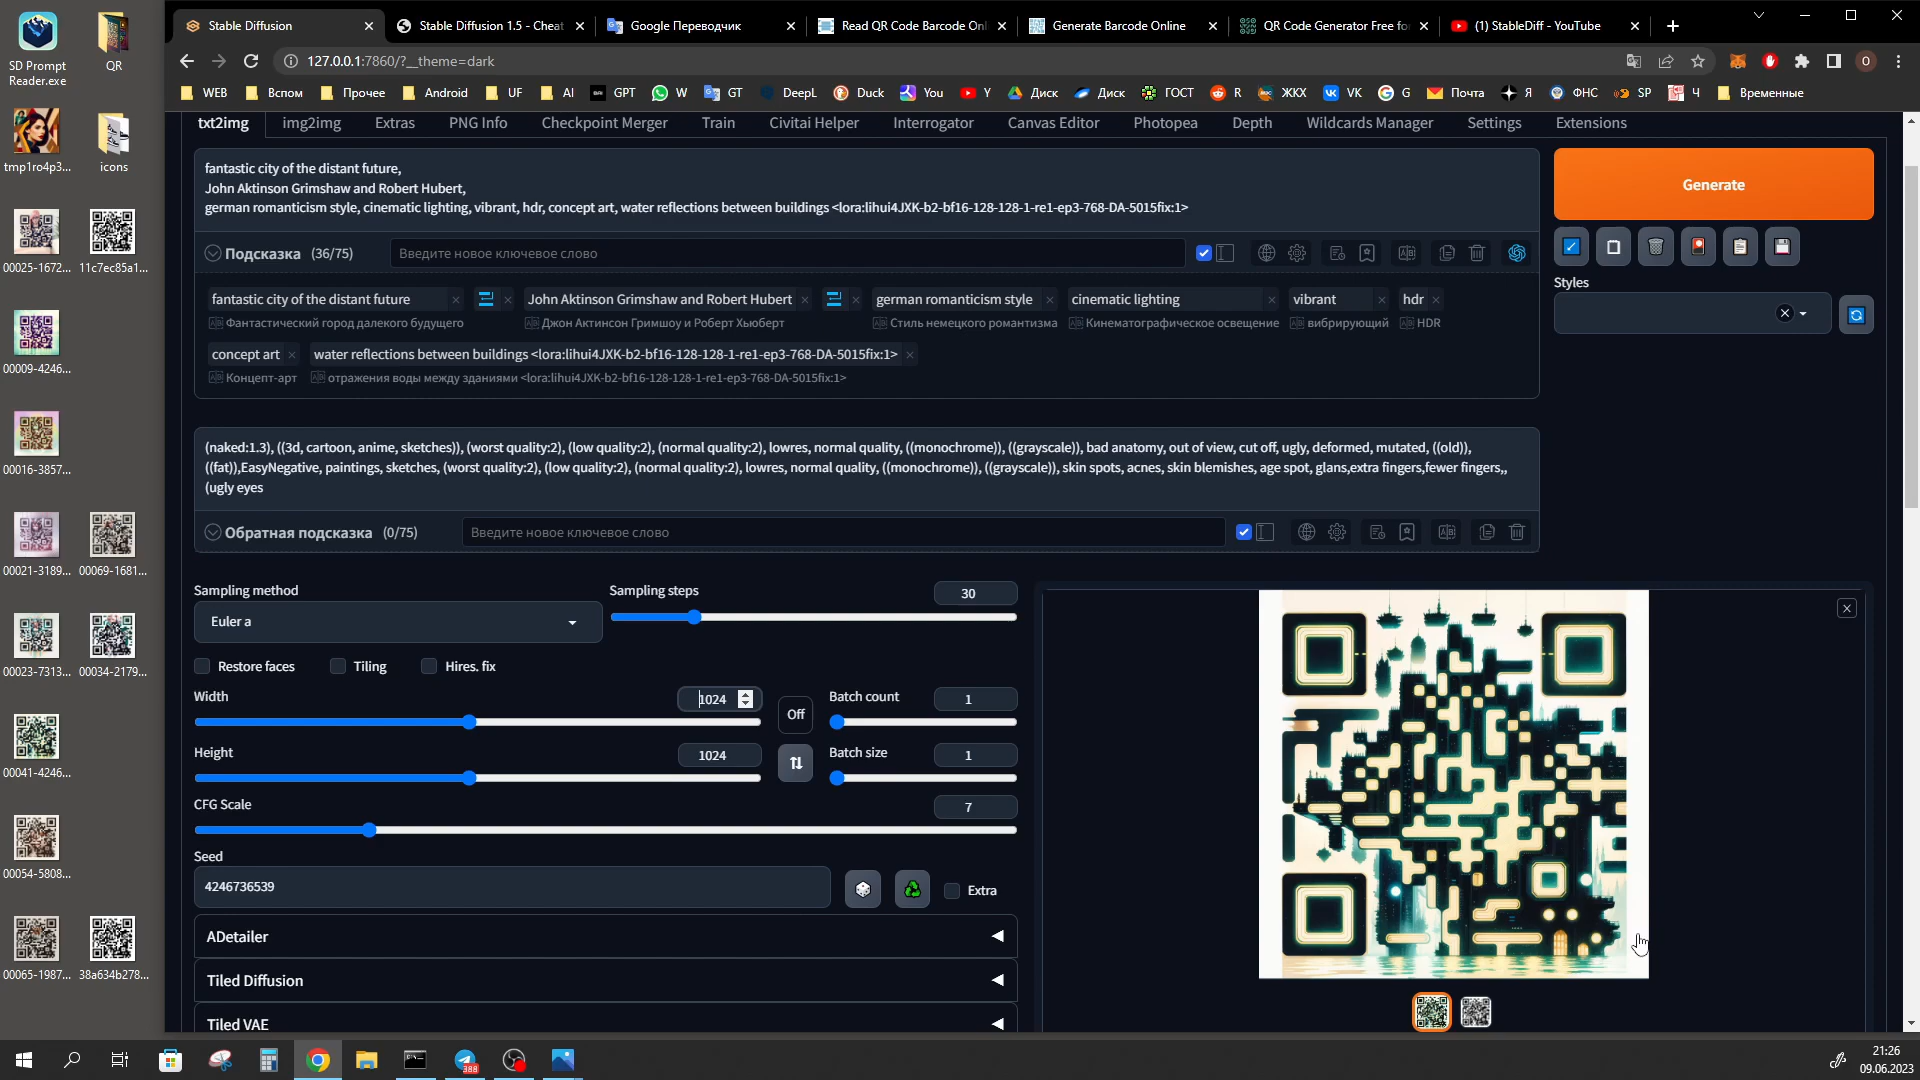 SD Prompt
Reader.exe
QR
tmp1ro4p3...
icons
00025-1672...
11c7ec85a1...
00009-4246...
00016-3857...
00021-3189...
00069-1681...
00023-7313...
00034-2179...
00041-4246...
00054-5808...
00065-1987...
38a634b278...
Stable Diffusion
Stable Diffusion 1.5 - Cheat
Google Переводчик
Read QR Code Barcode Onl
Generate Barcode Online
QR Code Generator Free for
(1) StableDiff - YouTube
127.0.0.1:7860/?__theme=dark
O
WEB
Вспом
Прочее
Android
UF
AI
GPT
W
GT
DeepL
Duck
You
Y
Диск
Диск
ГОСТ
R
ЖКХ
VK
G
Почта
Я
ФНС
SP
Ч
Временные
txt2img
img2img
Extras
PNG Info
Checkpoint Merger
Train
Civitai Helper
Interrogator
Canvas Editor
Photopea
Depth
Wildcards Manager
Settings
Extensions
fantastic city of the distant future,
John Aktinson Grimshaw and Robert Hubert,
german romanticism style, cinematic lighting, vibrant, hdr, concept art, water reflections between buildings <lora:lihui4JXK-b2-bf16-128-128-1-re1-ep3-768-DA-5015fix:1>
Generate
Подсказка (36/75)
Введите новое ключевое слово
Styles
fantastic city of the distant future
John Aktinson Grimshaw and Robert Hubert
german romanticism style
cinematic lighting
vibrant
hdr
Фантастический город далекого будущего
Джон Актинсон Гримшоу и Роберт Хьюберт
Стиль немецкого романтизма
Кинематографическое освещение
вибрирующий
HDR
concept art
water reflections between buildings <lora:lihui4JXK-b2-bf16-128-128-1-re1-ep3-768-DA-5015fix:1>
Концепт-арт
отражения воды между зданиями <lora:lihui4JXK-b2-bf16-128-128-1-re1-ep3-768-DA-5015fix:1>
(naked:1.3), ((3d, cartoon, anime, sketches)), (worst quality:2), (low quality:2), (normal quality:2), lowres, normal quality, ((monochrome)), ((grayscale)), bad anatomy, out of view, cut off, ugly, deformed, mutated, ((old)),
((fat)),EasyNegative, paintings, sketches, (worst quality:2), (low quality:2), (normal quality:2), lowres, normal quality, ((monochrome)), ((grayscale)), skin spots, acnes, skin blemishes, age spot, glans,extra fingers,fewer fingers,,
(ugly eyes
Обратная подсказка (0/75)
Введите новое ключевое слово
Sampling method
Euler a
Sampling steps
30
Restore faces
Tiling
Hires. fix
Width
1024
Off
Batch count
1
Height
1024
Batch size
1
CFG Scale
7
Seed
4246736539
Extra
ADetailer
Tiled Diffusion
Tiled VAE
388
21:26
09.06.2023